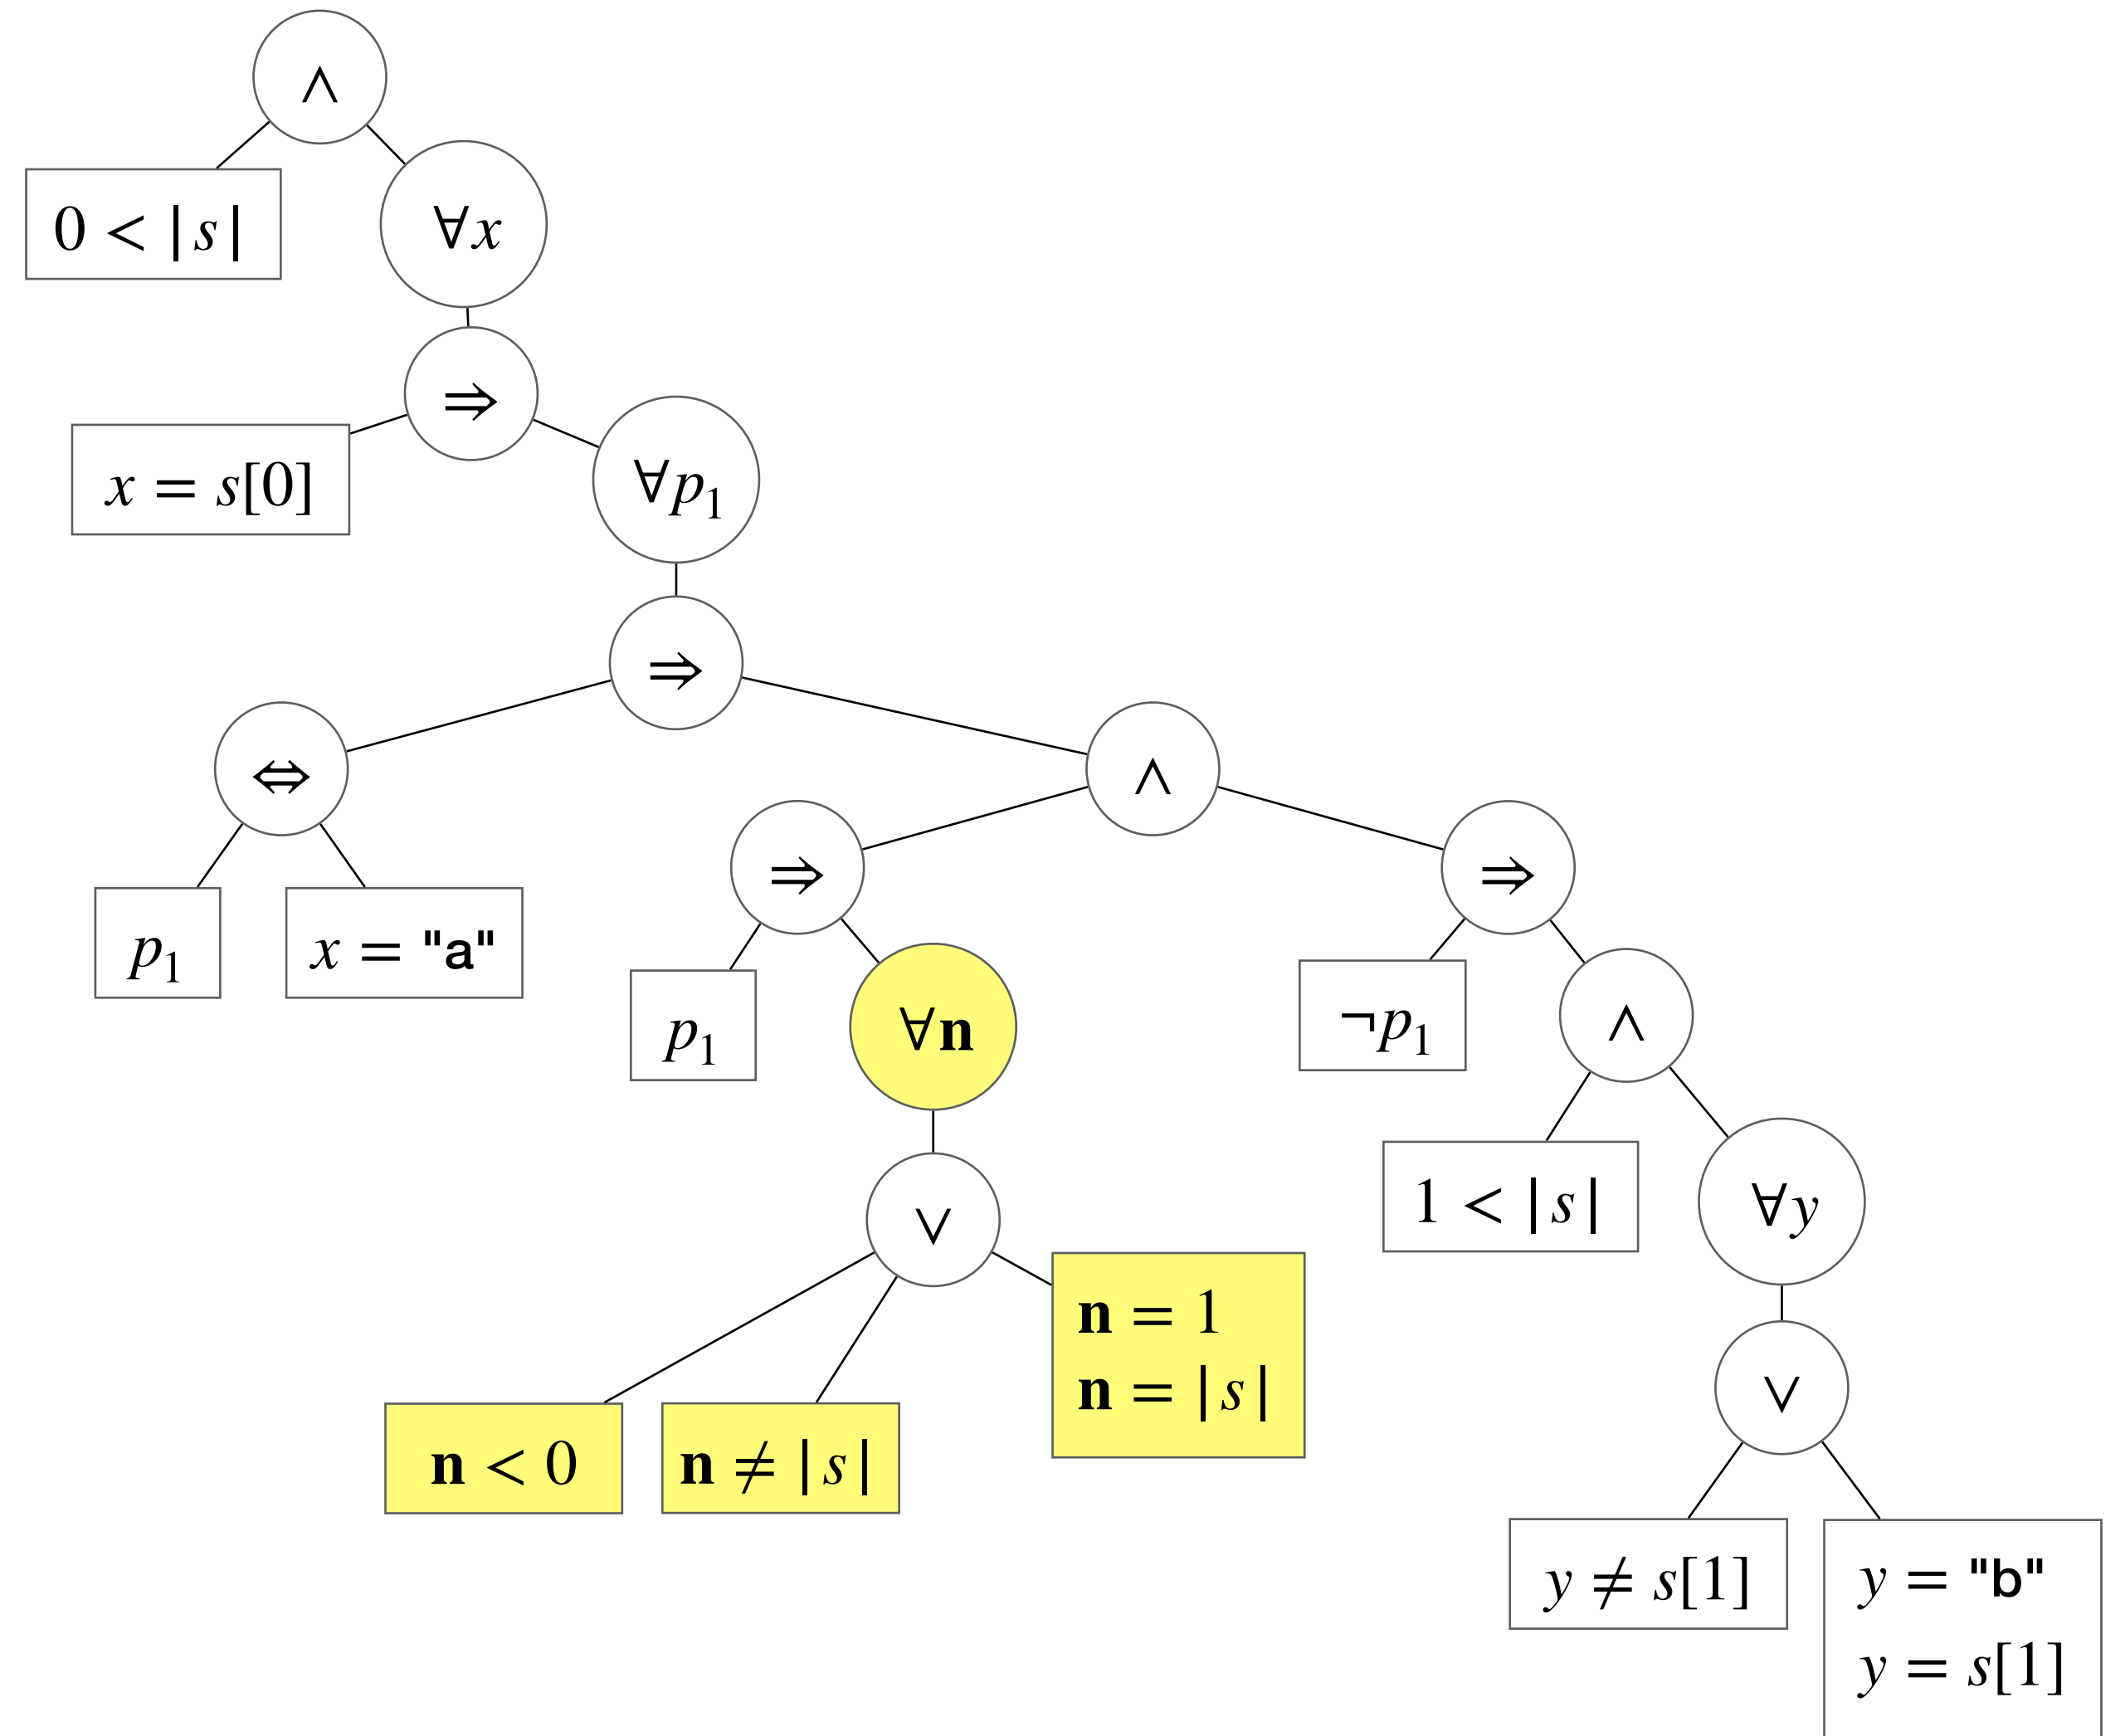 ∧
0 < |s|
∀x
⇒
x = s[0]
∀p₁
⇒
⇔
∧
p₁
x = "a"
⇒
⇒
p₁
∀n
¬p₁
∧
∨
1 < |s|
∀y
n < 0
n ≠ |s|
n = 1
n = |s|
∨
y ≠ s[1]
y = "b"
y = s[1]